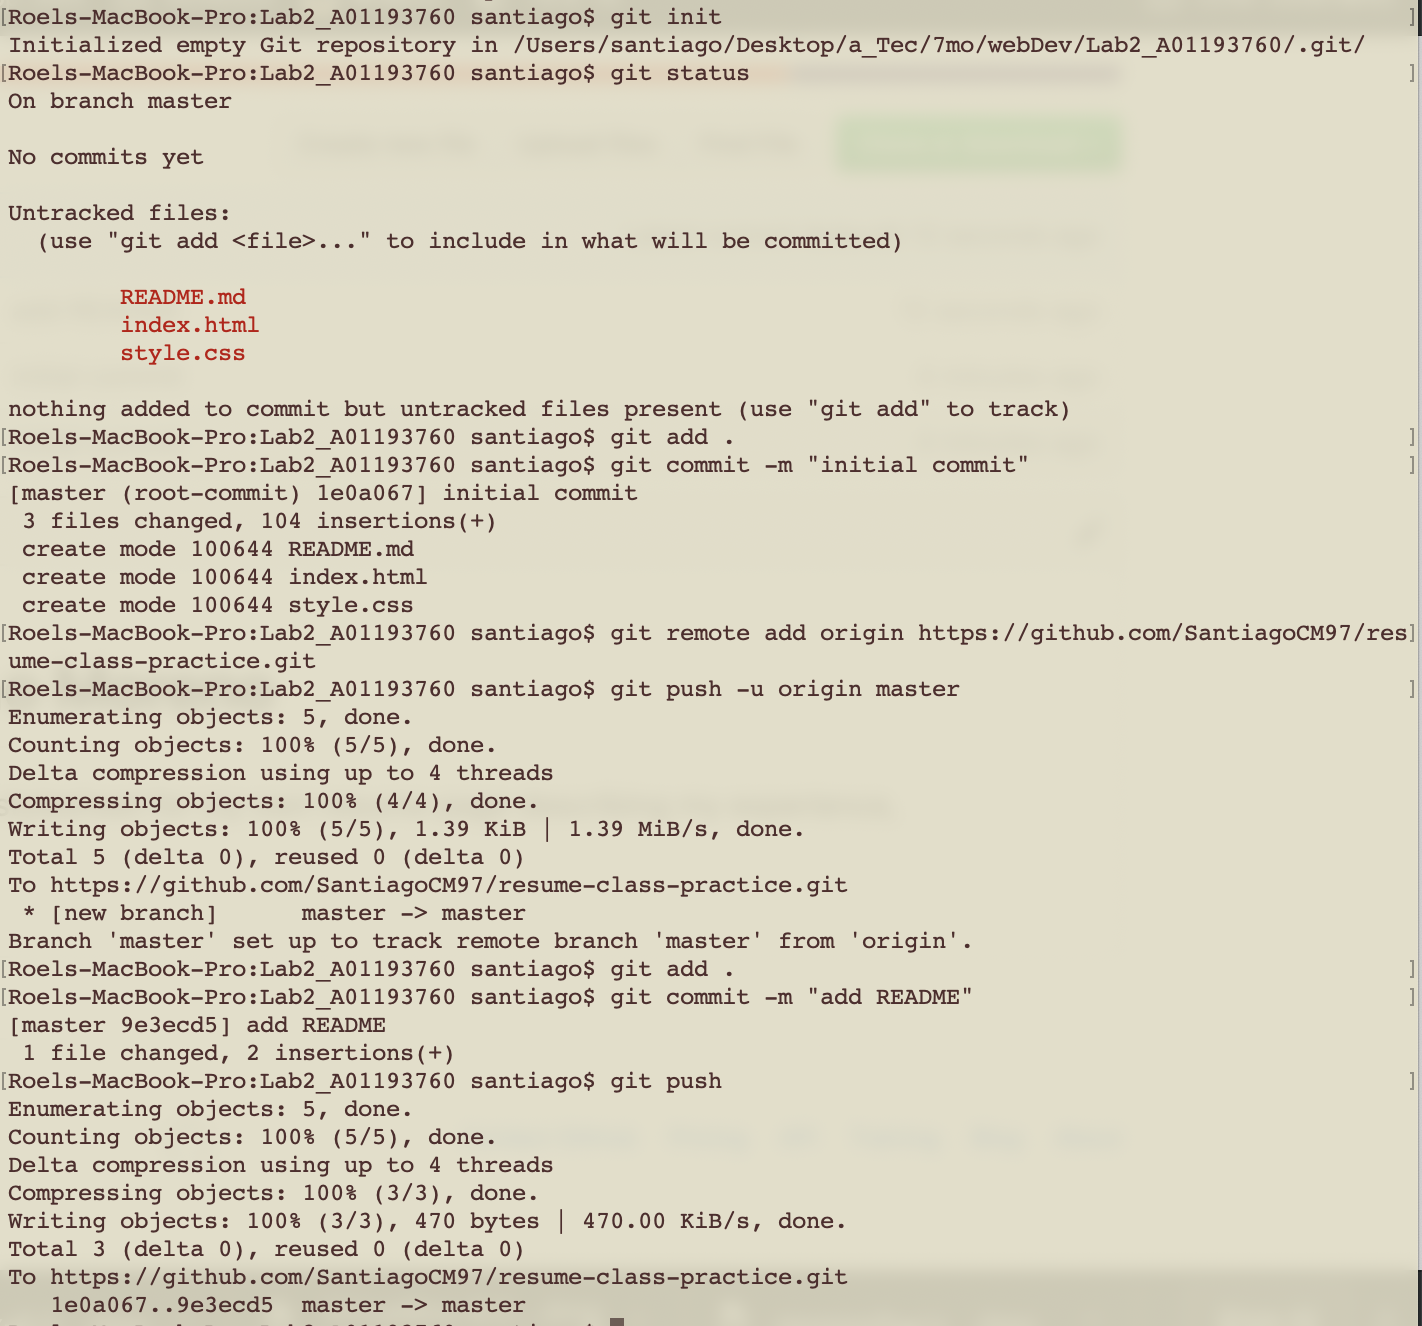 [Roels-MacBook-Pro:Lab2_A01193760 santiago$ git init ]
Initialized empty Git repository in /Users/santiago/Desktop/a_Tec/7mo/webDev/Lab2_A01193760/.git/
[Roels-MacBook-Pro:Lab2_A01193760 santiago$ git status ]
On branch master
No commits yet
Untracked files:
  (use "git add <file>..." to include in what will be committed)
        README.md
        index.html
        style.css
nothing added to commit but untracked files present (use "git add" to track)
[Roels-MacBook-Pro:Lab2_A01193760 santiago$ git add . ]
[Roels-MacBook-Pro:Lab2_A01193760 santiago$ git commit -m "initial commit" ]
[master (root-commit) 1e0a067] initial commit
 3 files changed, 104 insertions(+)
 create mode 100644 README.md
 create mode 100644 index.html
 create mode 100644 style.css
[Roels-MacBook-Pro:Lab2_A01193760 santiago$ git remote add origin https://github.com/SantiagoCM97/res]
ume-class-practice.git
[Roels-MacBook-Pro:Lab2_A01193760 santiago$ git push -u origin master ]
Enumerating objects: 5, done.
Counting objects: 100% (5/5), done.
Delta compression using up to 4 threads
Compressing objects: 100% (4/4), done.
Writing objects: 100% (5/5), 1.39 KiB | 1.39 MiB/s, done.
Total 5 (delta 0), reused 0 (delta 0)
To https://github.com/SantiagoCM97/resume-class-practice.git
 * [new branch]      master -> master
Branch 'master' set up to track remote branch 'master' from 'origin'.
[Roels-MacBook-Pro:Lab2_A01193760 santiago$ git add . ]
[Roels-MacBook-Pro:Lab2_A01193760 santiago$ git commit -m "add README" ]
[master 9e3ecd5] add README
 1 file changed, 2 insertions(+)
[Roels-MacBook-Pro:Lab2_A01193760 santiago$ git push ]
Enumerating objects: 5, done.
Counting objects: 100% (5/5), done.
Delta compression using up to 4 threads
Compressing objects: 100% (3/3), done.
Writing objects: 100% (3/3), 470 bytes | 470.00 KiB/s, done.
Total 3 (delta 0), reused 0 (delta 0)
To https://github.com/SantiagoCM97/resume-class-practice.git
   1e0a067..9e3ecd5  master -> master